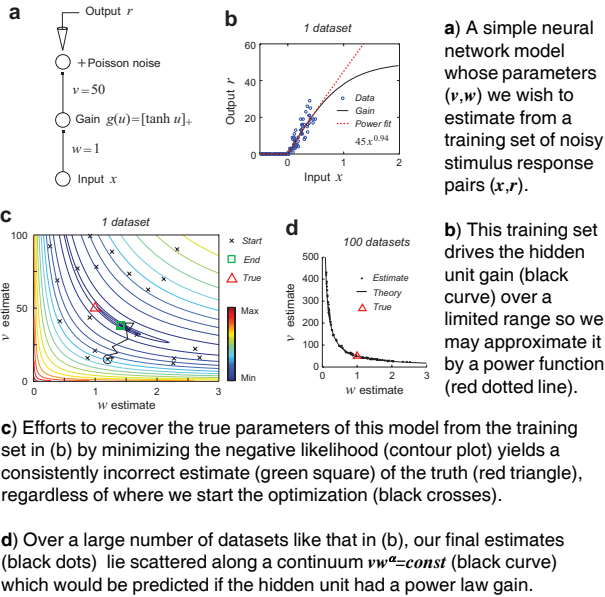 a
Output r
+Poisson noise
v=50
Gain g(u)=[tanh u]+
w=1
Input x
b
1 dataset
60
40
20
0
Output r
Data
Gain
Power fit
45x^0.94
0 1 2
Input x
a) A simple neural
network model
whose parameters
(v,w) we wish to
estimate from a
training set of noisy
stimulus response
pairs (x,r).
b) This training set
drives the hidden
unit gain (black
curve) over a
limited range so we
may approximate it
by a power function
(red dotted line).
c
1 dataset
100
50
0
v estimate
0 1 2 3
w estimate
Start
End
True
Max
Min
d
100 datasets
500
400
300
200
100
0
v estimate
Estimate
Theory
True
0 1 2 3
w estimate
c) Efforts to recover the true parameters of this model from the training
set in (b) by minimizing the negative likelihood (contour plot) yields a
consistently incorrect estimate (green square) of the truth (red triangle),
regardless of where we start the optimization (black crosses).
d) Over a large number of datasets like that in (b), our final estimates
(black dots) lie scattered along a continuum vw^α=const (black curve)
which would be predicted if the hidden unit had a power law gain.